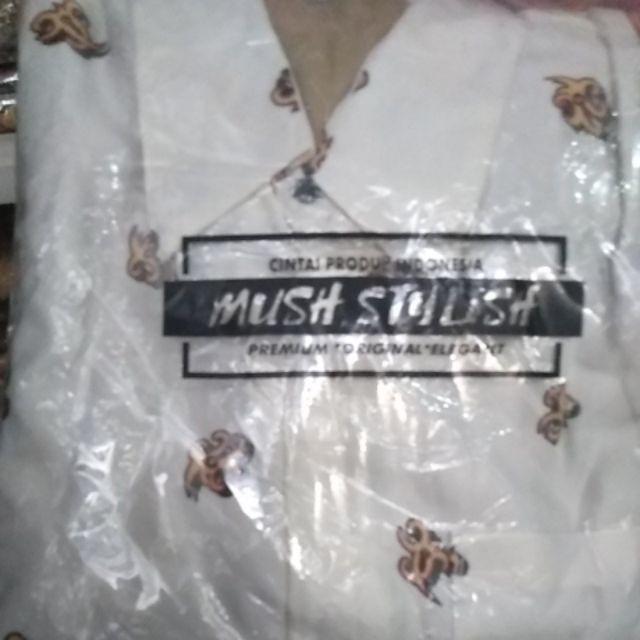 CINTAI PRODUK INDONESIA
MUSH STYLISH
PREMIUM *ORIGINAL*ELEGANT